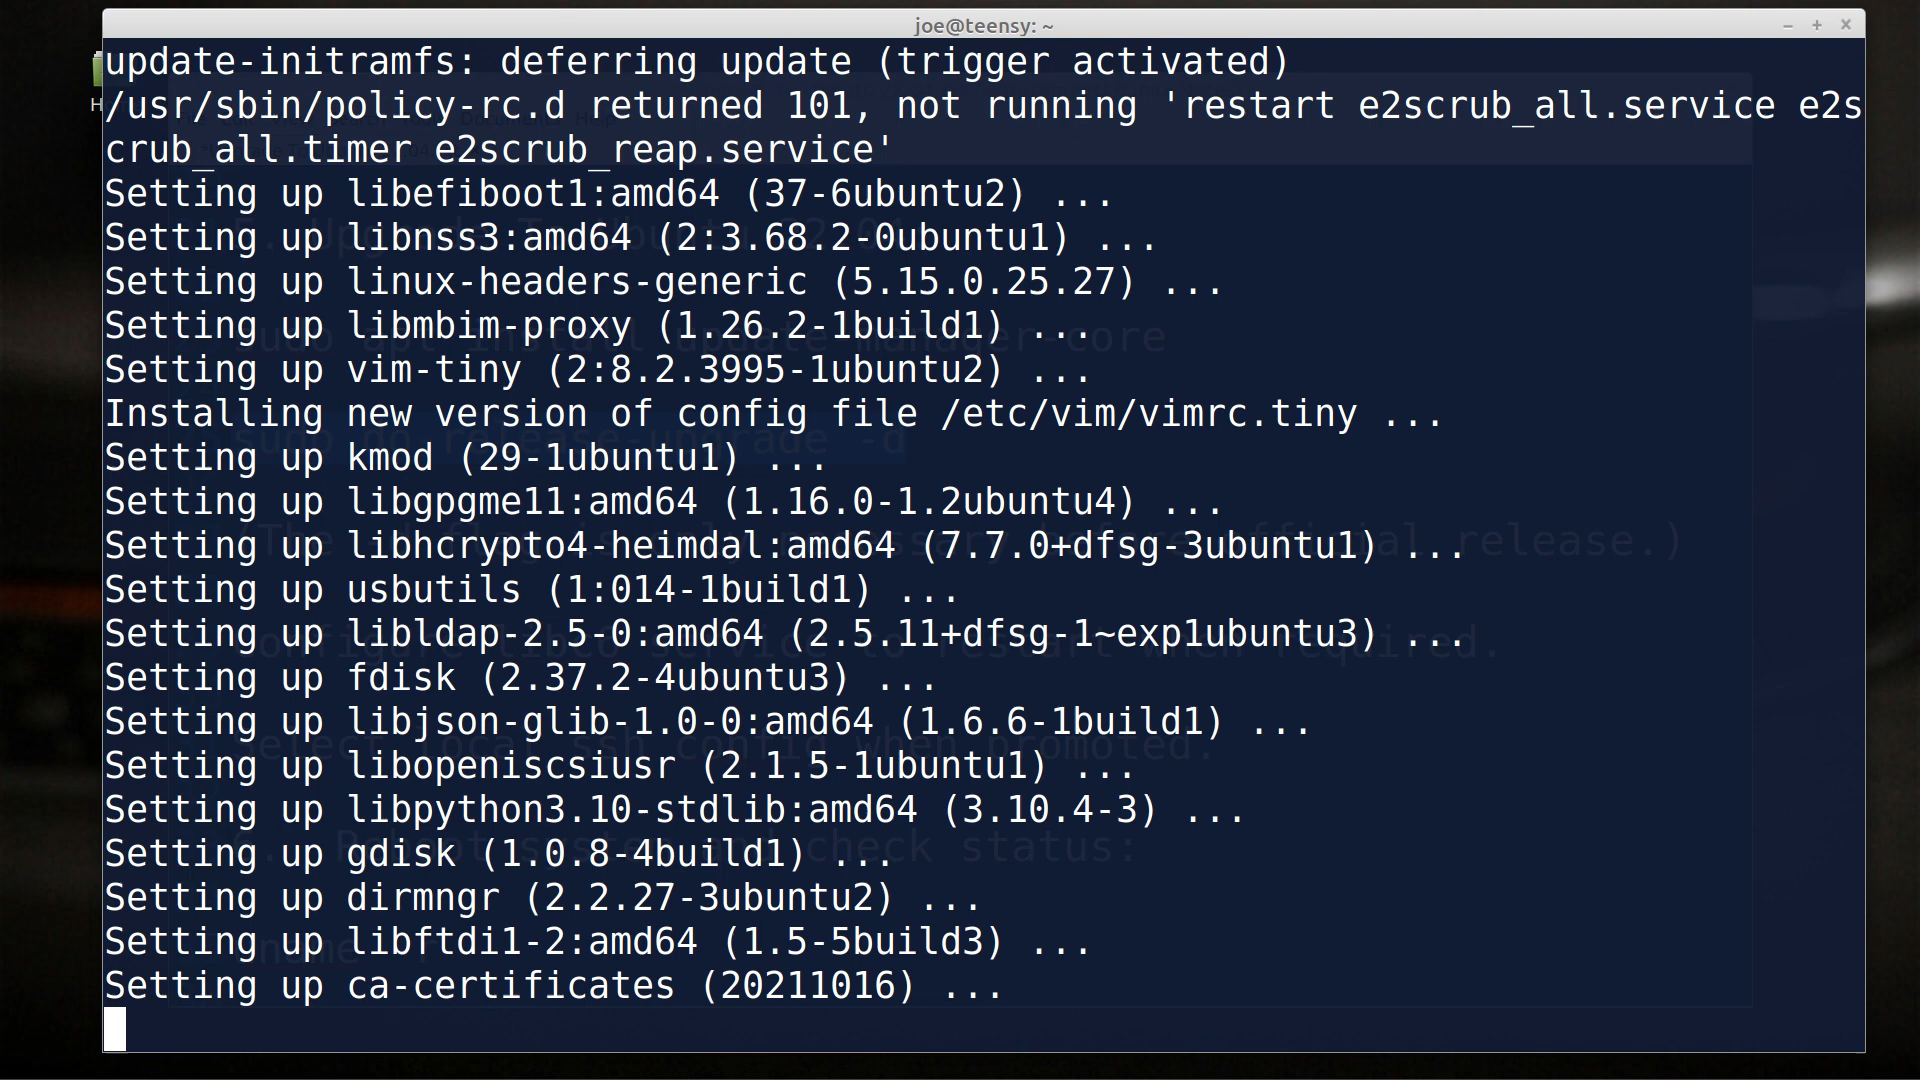 joe@teensy: ~
update-initramfs: deferring update (trigger activated)
/usr/sbin/policy-rc.d returned 101, not running 'restart e2scrub_all.service e2s
crub_all.timer e2scrub_reap.service'
Setting up libefiboot1:amd64 (37-6ubuntu2) ...
Setting up libnss3:amd64 (2:3.68.2-0ubuntu1) ...
Setting up linux-headers-generic (5.15.0.25.27) ...
Setting up libmbim-proxy (1.26.2-1build1) ...
Setting up vim-tiny (2:8.2.3995-1ubuntu2) ...
Installing new version of config file /etc/vim/vimrc.tiny ...
Setting up kmod (29-1ubuntu1) ...
Setting up libgpgme11:amd64 (1.16.0-1.2ubuntu4) ...
Setting up libhcrypto4-heimdal:amd64 (7.7.0+dfsg-3ubuntu1) ...
Setting up usbutils (1:014-1build1) ...
Setting up libldap-2.5-0:amd64 (2.5.11+dfsg-1~exp1ubuntu3) ...
Setting up fdisk (2.37.2-4ubuntu3) ...
Setting up libjson-glib-1.0-0:amd64 (1.6.6-1build1) ...
Setting up libopeniscsiusr (2.1.5-1ubuntu1) ...
Setting up libpython3.10-stdlib:amd64 (3.10.4-3) ...
Setting up gdisk (1.0.8-4build1) ...
Setting up dirmngr (2.2.27-3ubuntu2) ...
Setting up libftdi1-2:amd64 (1.5-5build3) ...
Setting up ca-certificates (20211016) ...